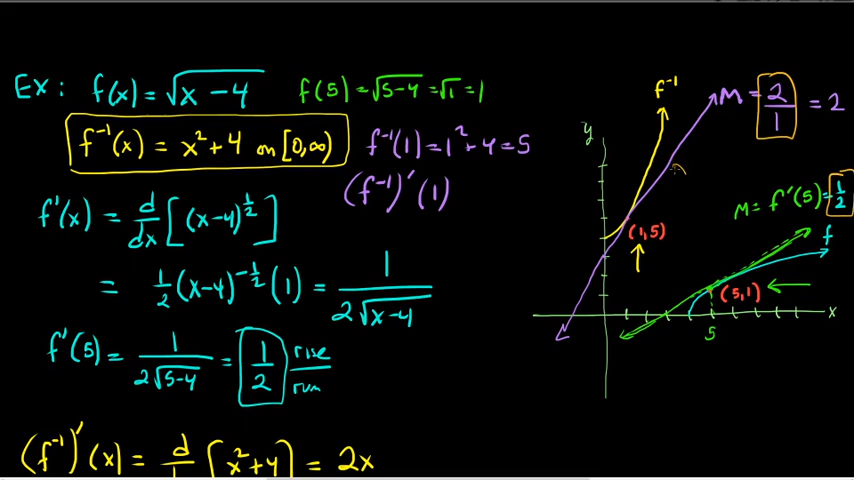 Ex: f(x) = √(x-4) f(5) = √(5-4) = √1 = 1
f⁻¹(x) = x² + 4 on [0,∞) f⁻¹(1) = 1² + 4 = 5
(f⁻¹)'(1)
f'(x) = d/dx [(x-4)^(1/2)]
= 1/2 (x-4)^(-1/2) (1) = 1/(2√(x-4))
f'(5) = 1/(2√(5-4)) = 1/2 rise/run
(f⁻¹)'(x) = d/d [x²+4] = 2x
f⁻¹
M = 2/1 = 2
y
M = f'(5) = 1/2
f
(1,5)
(5,1)
x
5